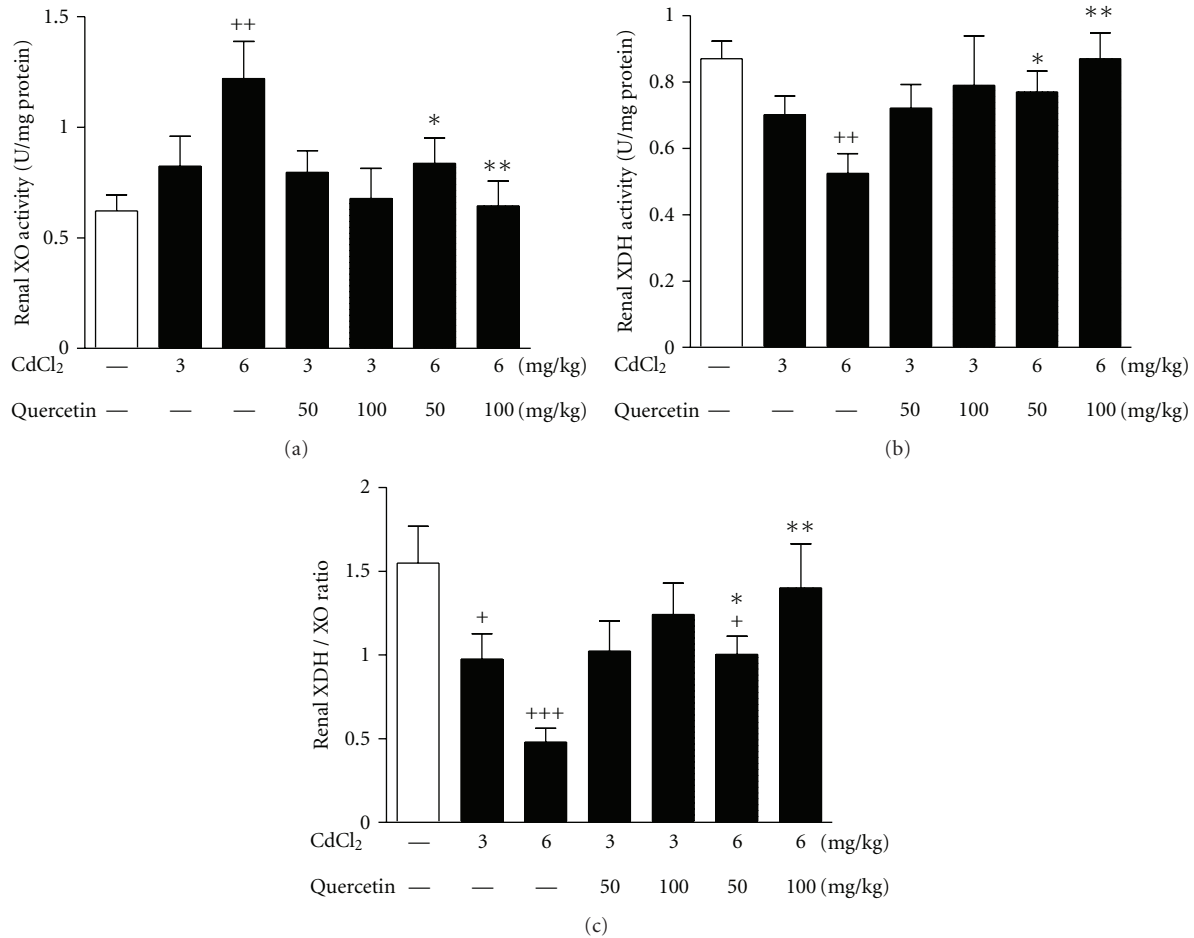 Renal XO activity (U/mg protein)
1.5
1
0.5
0
++
*
**
CdCl2 — 3 6 3 3 6 6 (mg/kg)
Quercetin — — — 50 100 50 100 (mg/kg)
(a)
Renal XDH activity (U/mg protein)
1
0.8
0.6
0.4
0.2
0
++
*
**
CdCl2 — 3 6 3 3 6 6 (mg/kg)
Quercetin — — — 50 100 50 100 (mg/kg)
(b)
Renal XDH / XO ratio
2
1.5
1
0.5
0
+
+++
*
+
**
CdCl2 — 3 6 3 3 6 6 (mg/kg)
Quercetin — — — 50 100 50 100 (mg/kg)
(c)